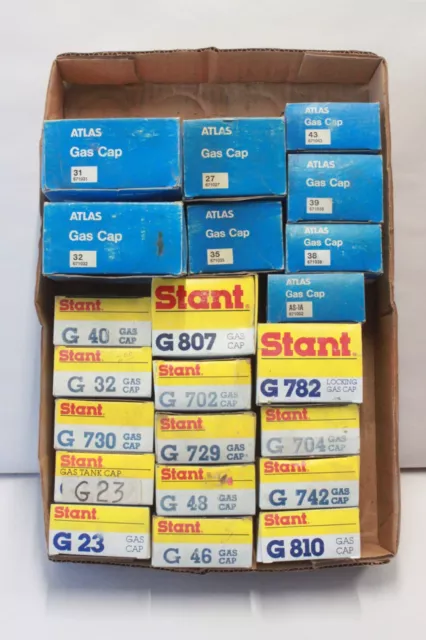 ATLAS
Gas Cap
31
ATLAS
Gas Cap
27
ATLAS
Gas Cap
43
ATLAS
Gas Cap
39
ATLAS
Gas Cap
32
ATLAS
Gas Cap
35
ATLAS
Gas Cap
38
ATLAS
Gas Cap
AS-1A
Stant
G 40 GAS CAP
Stant
G 807 GAS CAP
Stant
G 782 LOCKING GAS CAP
Stant
G 32 GAS CAP
Stant
G 702 GAS CAP
Stant
G 730 GAS CAP
Stant
G 729 GAS CAP
Stant
G 704 GAS CAP
Stant
GAS TANK CAP
G23
Stant
G 48 GAS CAP
Stant
G 742 GAS CAP
Stant
G 23 GAS CAP
Stant
G 46 GAS CAP
Stant
G 810 GAS CAP